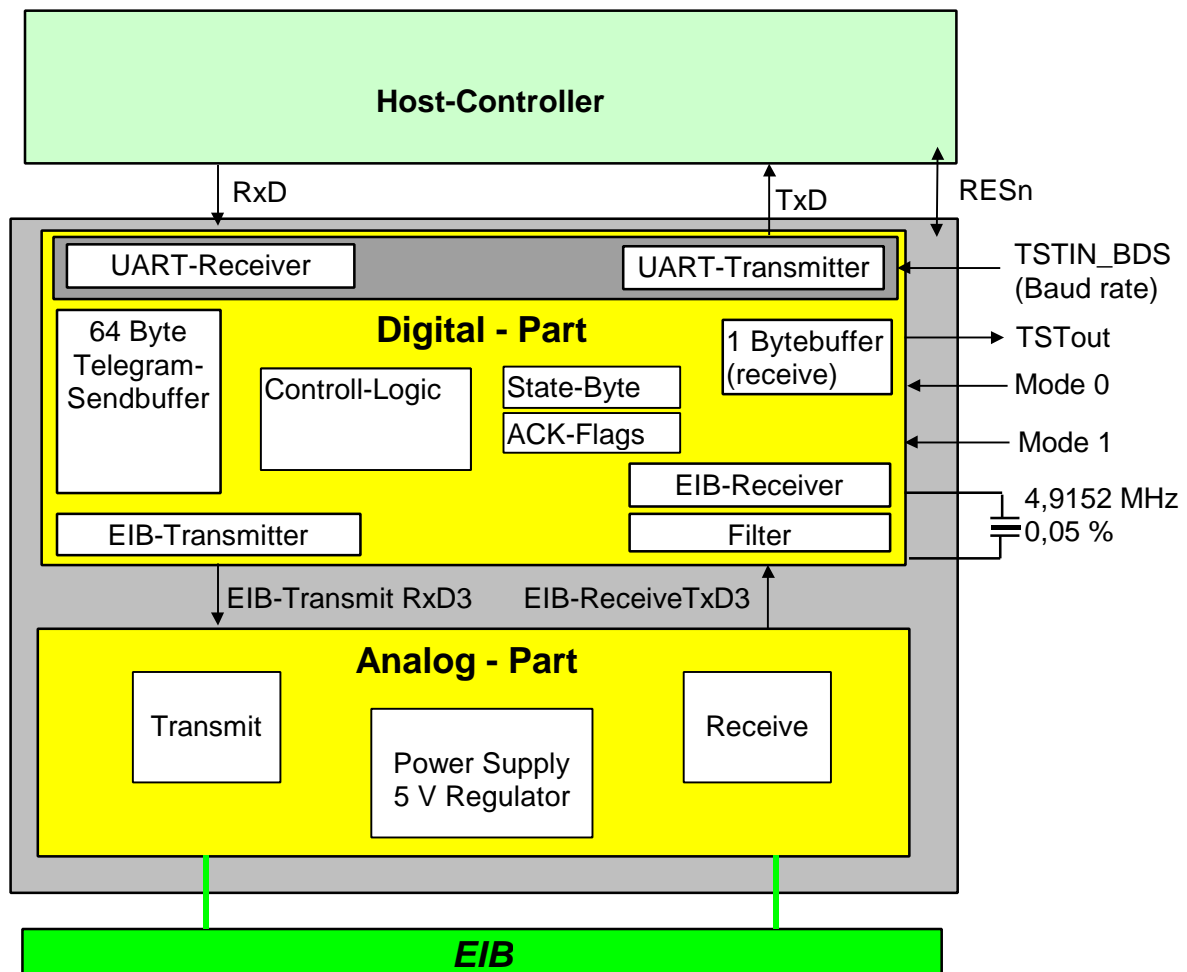 Host-Controller
RxD
TxD
RESn
UART-Receiver
UART-Transmitter
TSTIN_BDS
(Baud rate)
64 Byte
Telegram-
Sendbuffer
Digital - Part
1 Bytebuffer
(receive)
TSTout
Controll-Logic
State-Byte
Mode 0
ACK-Flags
Mode 1
EIB-Receiver
4,9152 MHz
0,05 %
EIB-Transmitter
Filter
EIB-Transmit RxD3
EIB-ReceiveTxD3
Analog - Part
Transmit
Receive
Power Supply
5 V Regulator
EIB